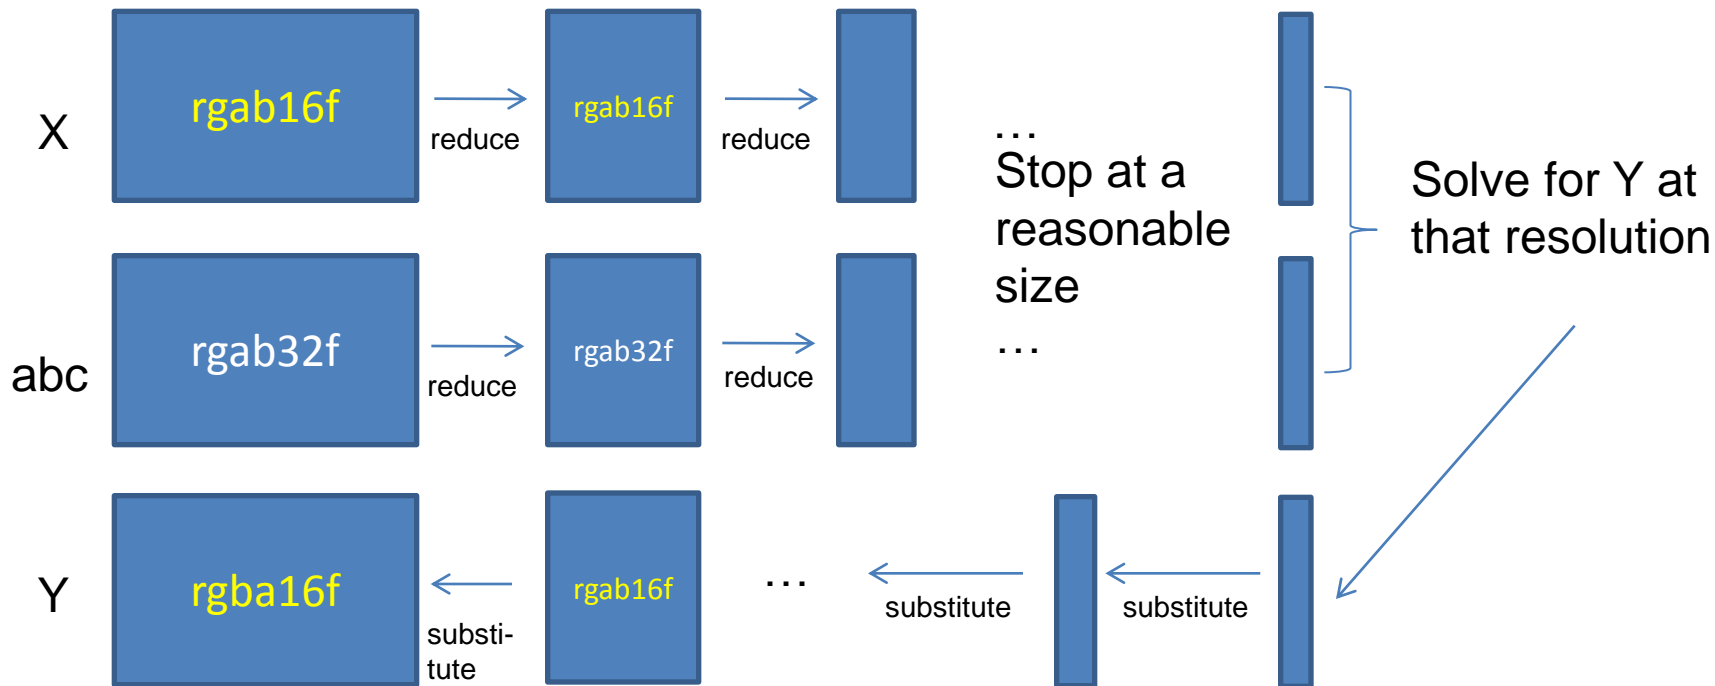 X
rgab16f
reduce
rgab16f
reduce
...
Stop at a
reasonable
size
...
Solve for Y at
that resolution
abc
rgab32f
reduce
rgab32f
reduce
Y
rgba16f
substi-
tute
rgab16f
...
substitute
substitute